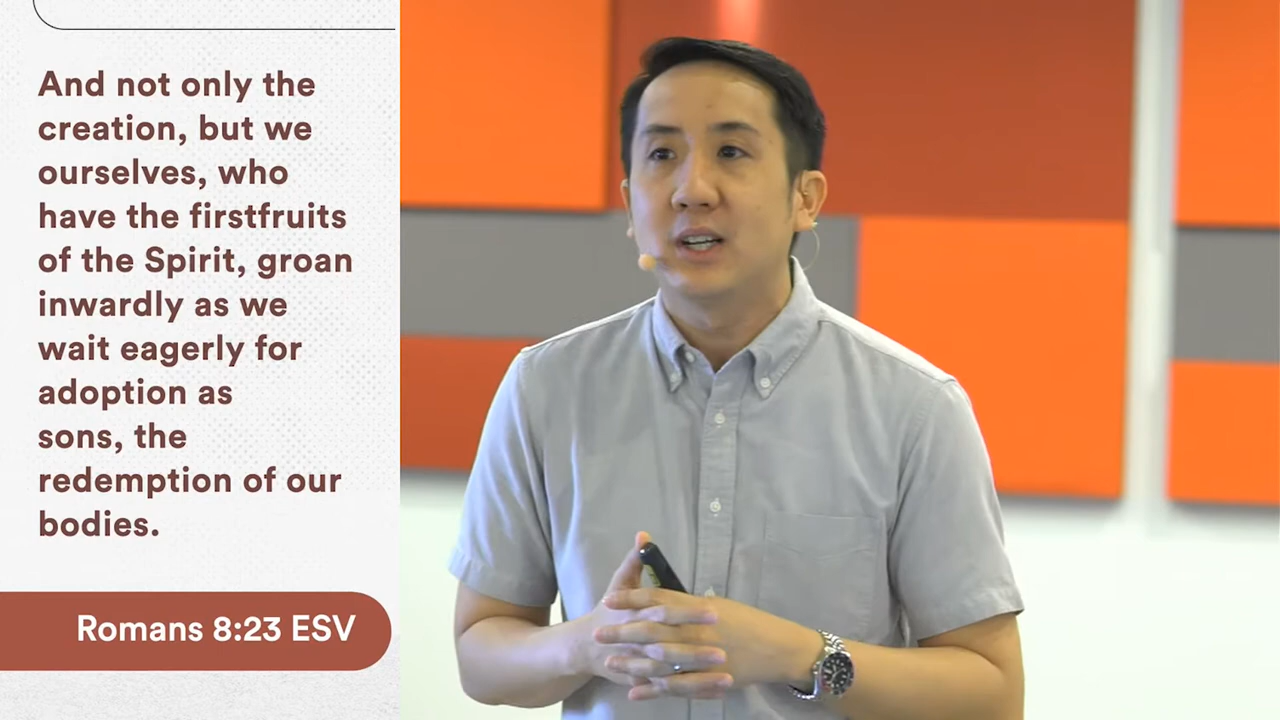 And not only the
creation, but we
ourselves, who
have the firstfruits
of the Spirit, groan
inwardly as we
wait eagerly for
adoption as
sons, the
redemption of our
bodies.
Romans 8:23 ESV